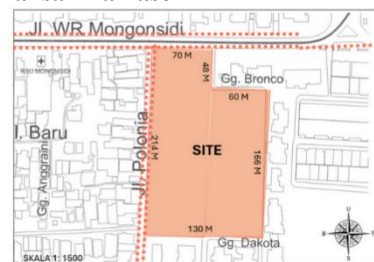 Jl WR Mongonsidi
70 M
48 M
Gg. Bronco
RSU MONGONSIDI
60 M
l. Baru
Gg. Anggraini
Jl. Polonia
214 M
SITE
166 M
130 M
Gg. Dakota
SKALA 1 : 1500
U
B
T
S